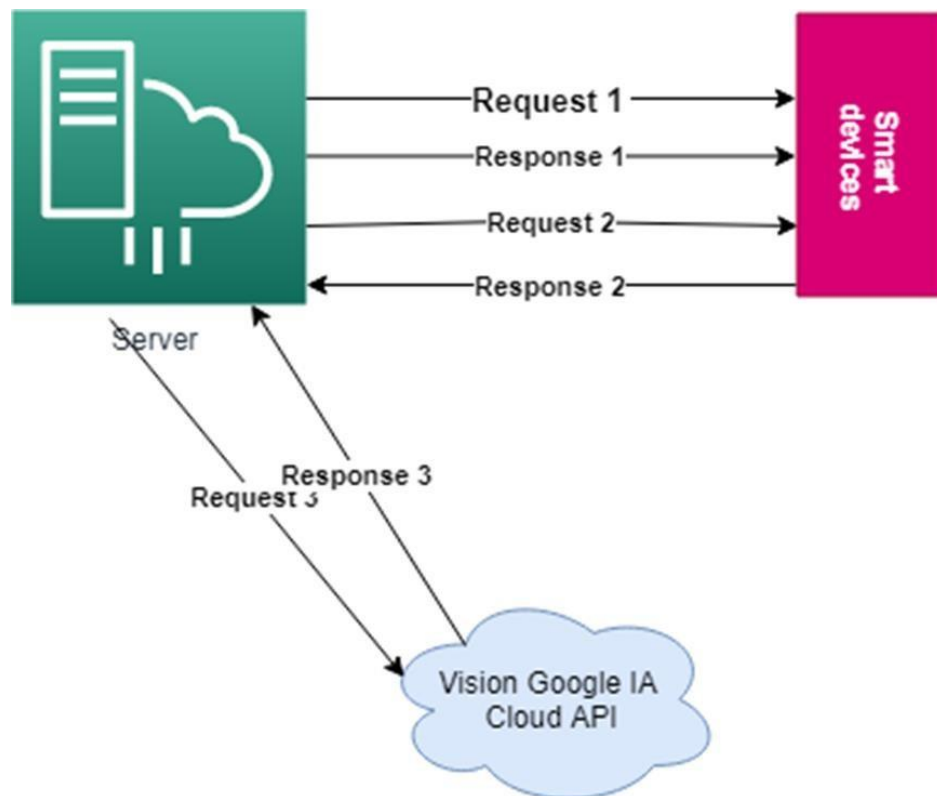 Request 1
Response 1
Request 2
Response 2
Smart
devices
Server
Response 3
Request 3
Vision Google IA
Cloud API